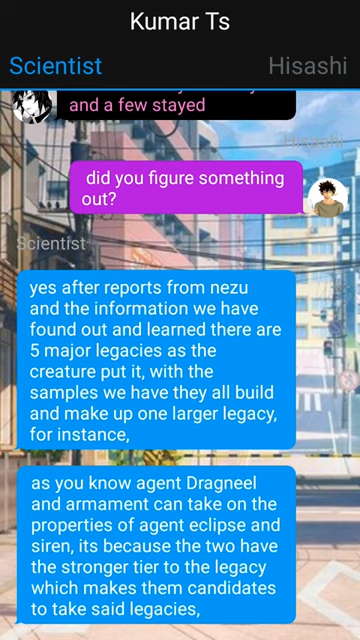 Kumar Ts
Scientist
Hisashi
and a few stayed
Hisashi
did you figure something
out?
Scientist
yes after reports from nezu
and the information we have
found out and learned there are
5 major legacies as the
creature put it, with the
samples we have they all build
and make up one larger legacy,
for instance,
as you know agent Dragneel
and armament can take on the
properties of agent eclipse and
siren, its because the two have
the stronger tier to the legacy
which makes them candidates
to take said legacies,